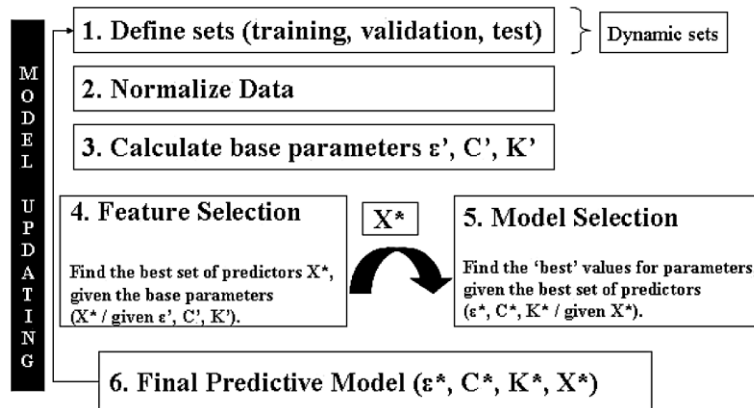 MODEL UPDATING
1. Define sets (training, validation, test)
Dynamic sets
2. Normalize Data
3. Calculate base parameters ε’, C’, K’
4. Feature Selection
Find the best set of predictors X*,
given the base parameters
(X* / given ε’, C’, K’).
X*
5. Model Selection
Find the ‘best’ values for parameters
given the best set of predictors
(ε*, C*, K* / given X*).
6. Final Predictive Model (ε*, C*, K*, X*)